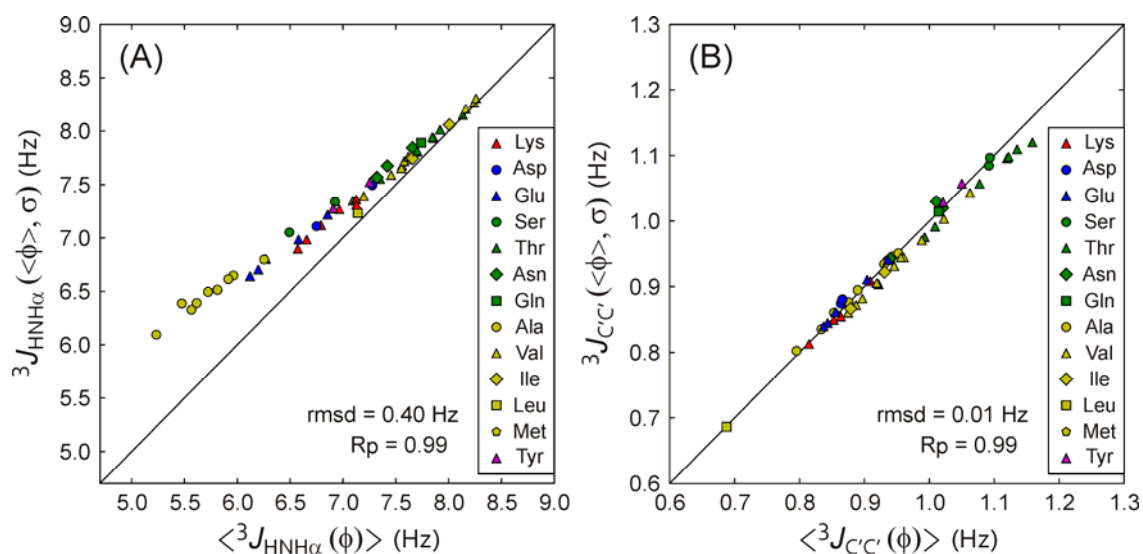 (A)
³J_HNHα (<ϕ>, σ) (Hz)
9.0
8.5
8.0
7.5
7.0
6.5
6.0
5.5
5.0
Lys
Asp
Glu
Ser
Thr
Asn
Gln
Ala
Val
Ile
Leu
Met
Tyr
rmsd = 0.40 Hz
Rp = 0.99
5.0 5.5 6.0 6.5 7.0 7.5 8.0 8.5 9.0
<³J_HNHα (ϕ)> (Hz)
(B)
³J_C'C' (<ϕ>, σ) (Hz)
1.3
1.2
1.1
1.0
0.9
0.8
0.7
0.6
Lys
Asp
Glu
Ser
Thr
Asn
Gln
Ala
Val
Ile
Leu
Met
Tyr
rmsd = 0.01 Hz
Rp = 0.99
0.6 0.7 0.8 0.9 1.0 1.1 1.2 1.3
<³J_C'C' (ϕ)> (Hz)